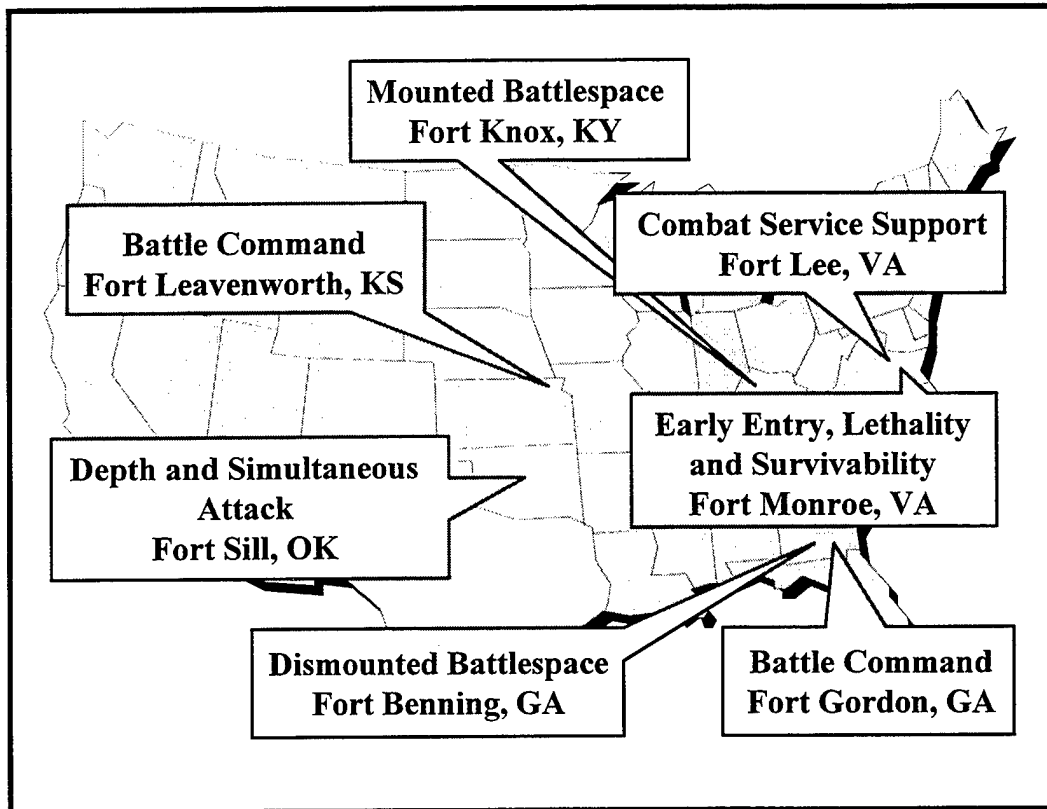 Mounted Battlespace
Fort Knox, KY
Combat Service Support
Fort Lee, VA
Battle Command
Fort Leavenworth, KS
Early Entry, Lethality
and Survivability
Fort Monroe, VA
Depth and Simultaneous
Attack
Fort Sill, OK
Dismounted Battlespace
Fort Benning, GA
Battle Command
Fort Gordon, GA